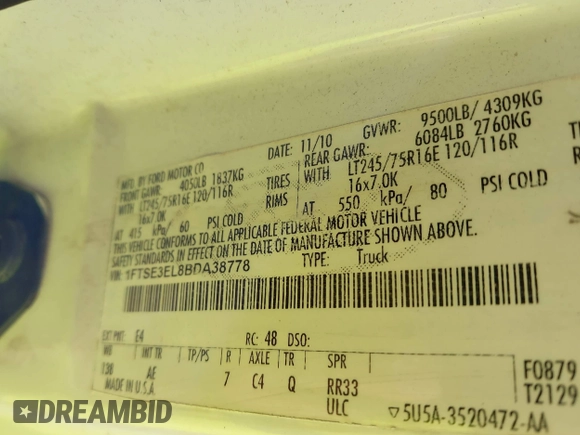 MFD. BY FORD MOTOR CO
DATE: 11/10 GVWR: 9500LB/ 4309KG
FRONT GAWR: 4050LB 1837KG
REAR GAWR: 6084LB 2760KG
WITH LT245/75R16E 120/116R TIRES
WITH LT245/75R16E 120/116R
16x7.0K RIMS 16x7.0K
AT 415 kPa/ 60 PSI COLD
AT 550 kPa/ 80 PSI COLD
THIS VEHICLE CONFORMS TO ALL APPLICABLE FEDERAL MOTOR VEHICLE
SAFETY STANDARDS IN EFFECT ON THE DATE OF MANUFACTURE SHOWN ABOVE.
VIN: 1FTSE3EL8BDA38778
TYPE: Truck
EXT PNT: E4 RC: 48 DSO:
WB INT TR TP/PS R AXLE TR SPR
138 AE 7 C4 Q RR33
MADE IN U.S.A. ULC
F0879
T2129
▽5U5A-3520472-AA
DREAMBID